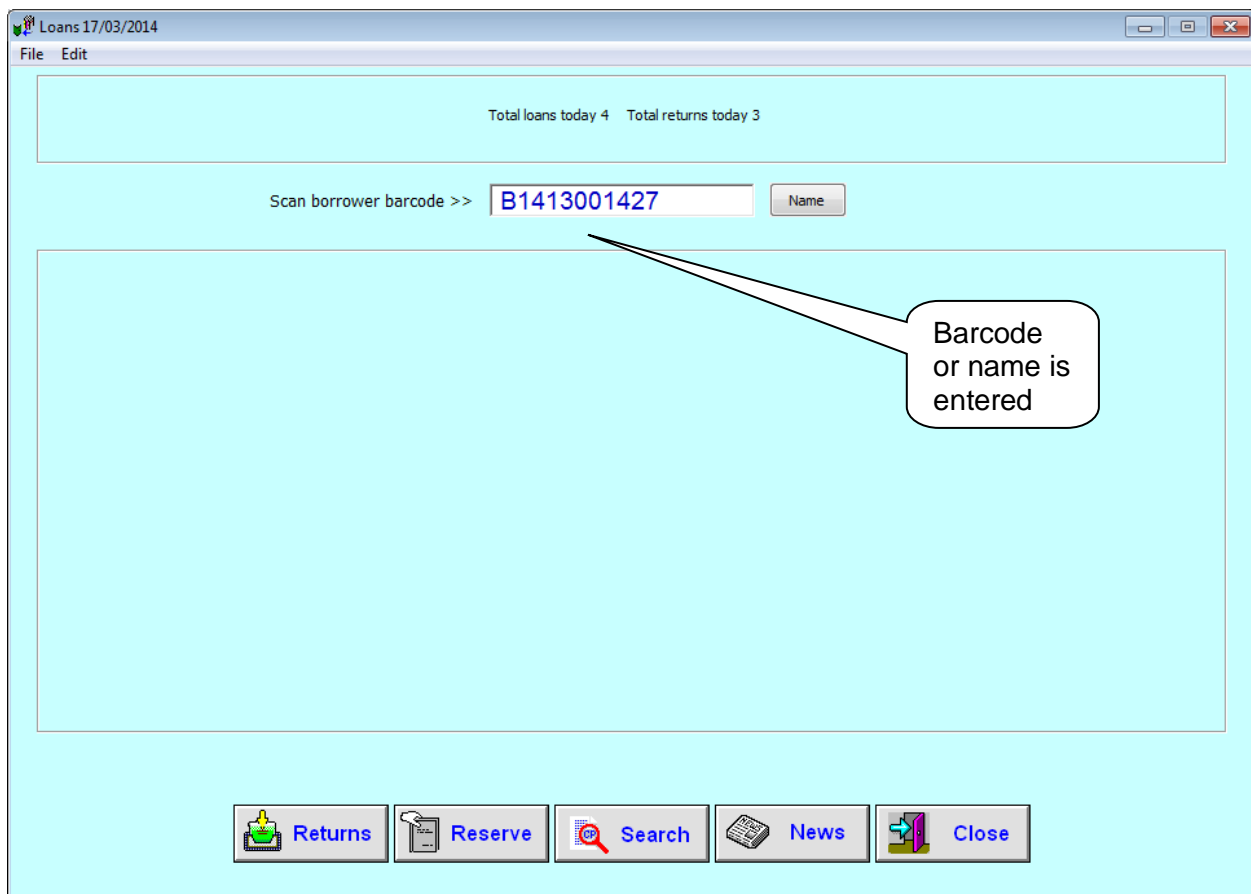 Loans 17/03/2014
File Edit
Total loans today 4 Total returns today 3
Scan borrower barcode >> B1413001427 Name
Barcode
or name is
entered
Returns Reserve CP Search News Close